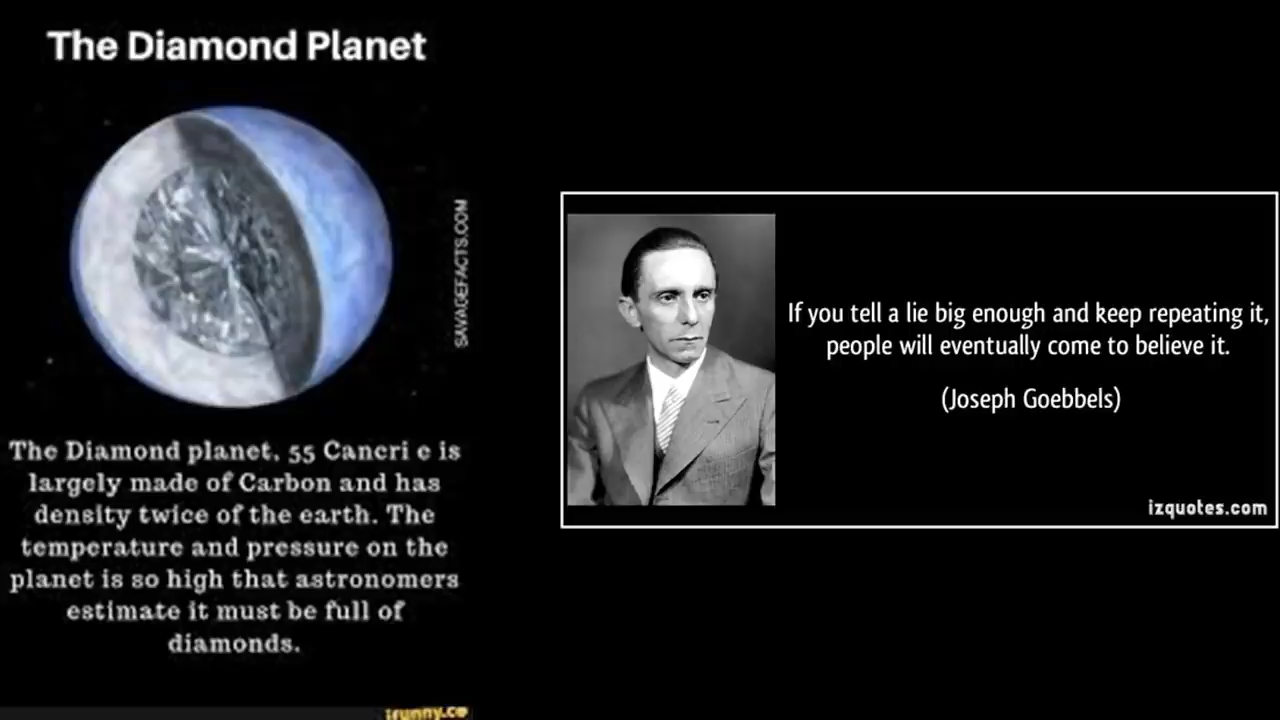 The Diamond Planet
SAVAGEFACTS.COM
The Diamond planet, 55 Cancri e is
largely made of Carbon and has
density twice of the earth. The
temperature and pressure on the
planet is so high that astronomers
estimate it must be full of
diamonds.
ifunny.co
If you tell a lie big enough and keep repeating it,
people will eventually come to believe it.
(Joseph Goebbels)
izquotes.com